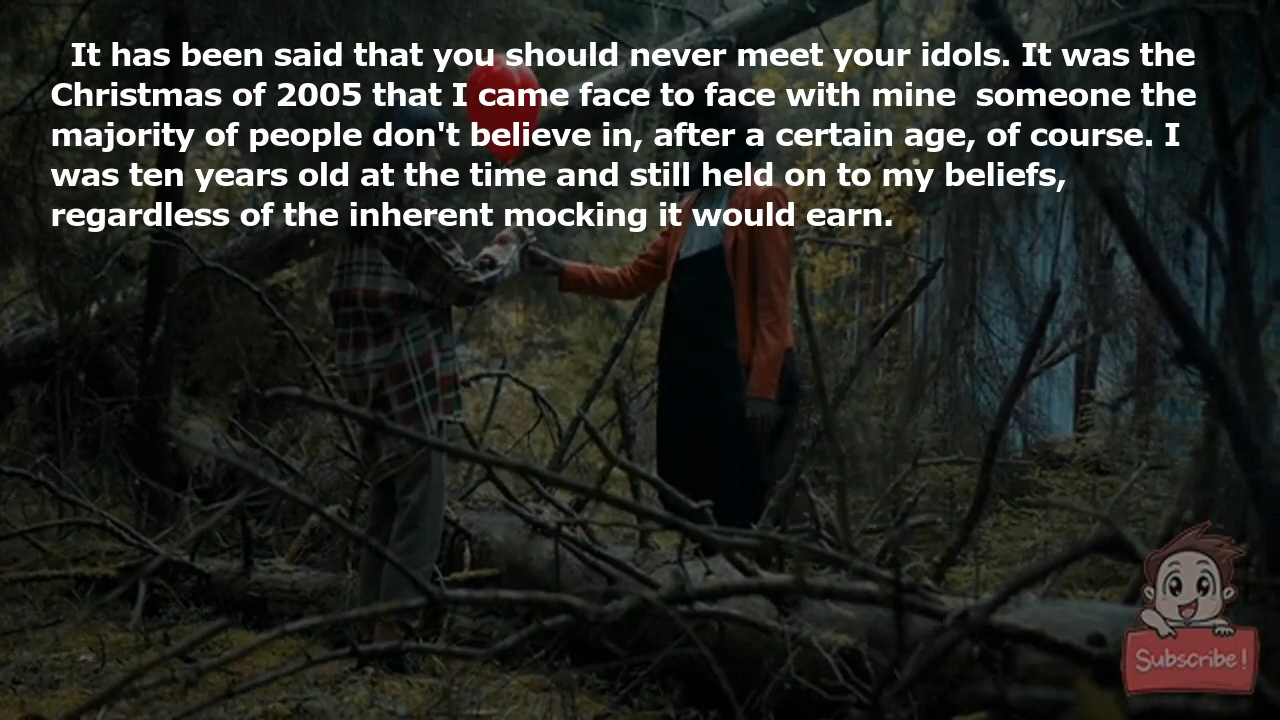 It has been said that you should never meet your idols. It was the
Christmas of 2005 that I came face to face with mine  someone the
majority of people don't believe in, after a certain age, of course. I
was ten years old at the time and still held on to my beliefs,
regardless of the inherent mocking it would earn.
Subscribe!